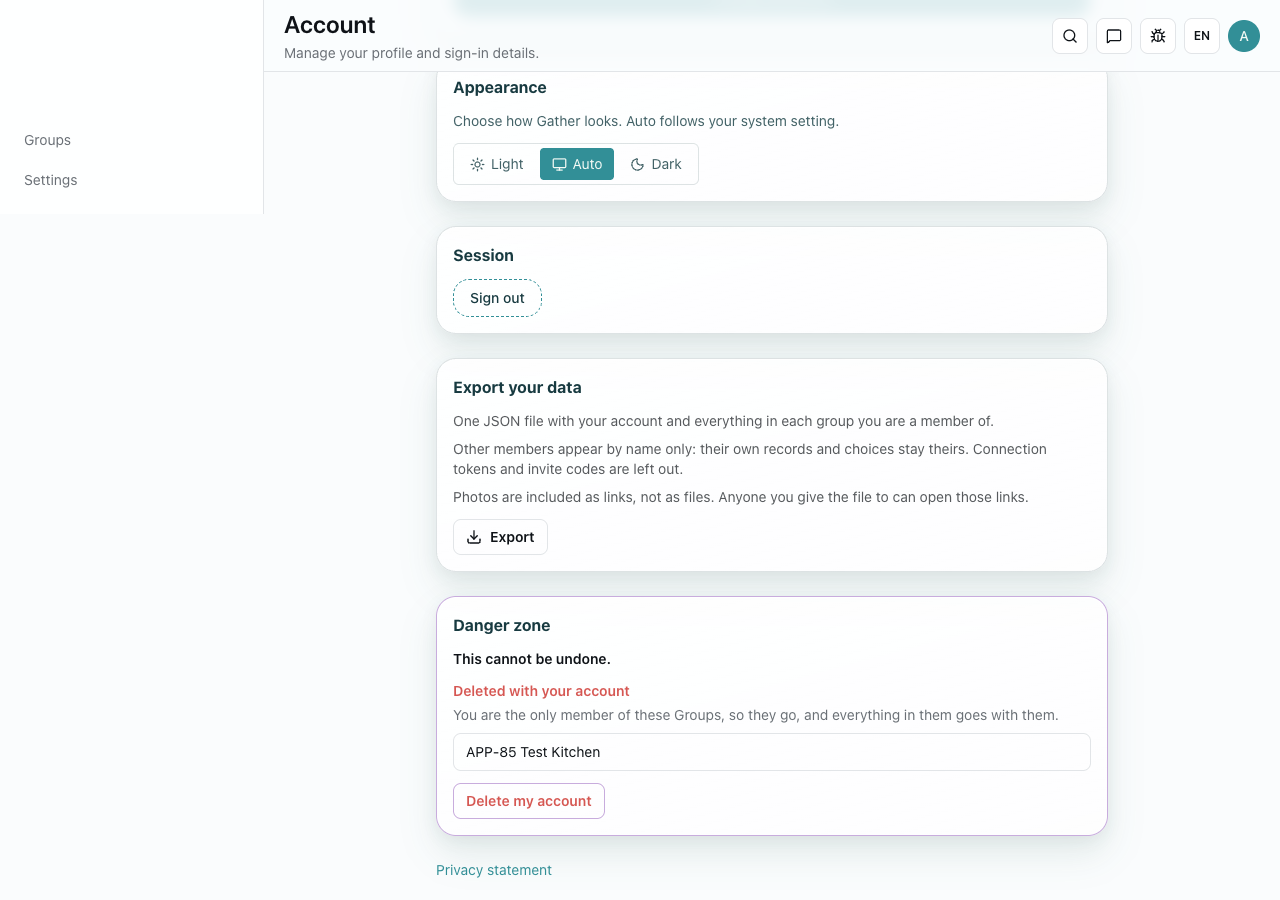 Account
Manage your profile and sign-in details.
EN
A
Groups
Settings
Appearance
Choose how Gather looks. Auto follows your system setting.
Light
Auto
Dark
Session
Sign out
Export your data
One JSON file with your account and everything in each group you are a member of.
Other members appear by name only: their own records and choices stay theirs. Connection
tokens and invite codes are left out.
Photos are included as links, not as files. Anyone you give the file to can open those links.
Export
Danger zone
This cannot be undone.
Deleted with your account
You are the only member of these Groups, so they go, and everything in them goes with them.
APP-85 Test Kitchen
Delete my account
Privacy statement